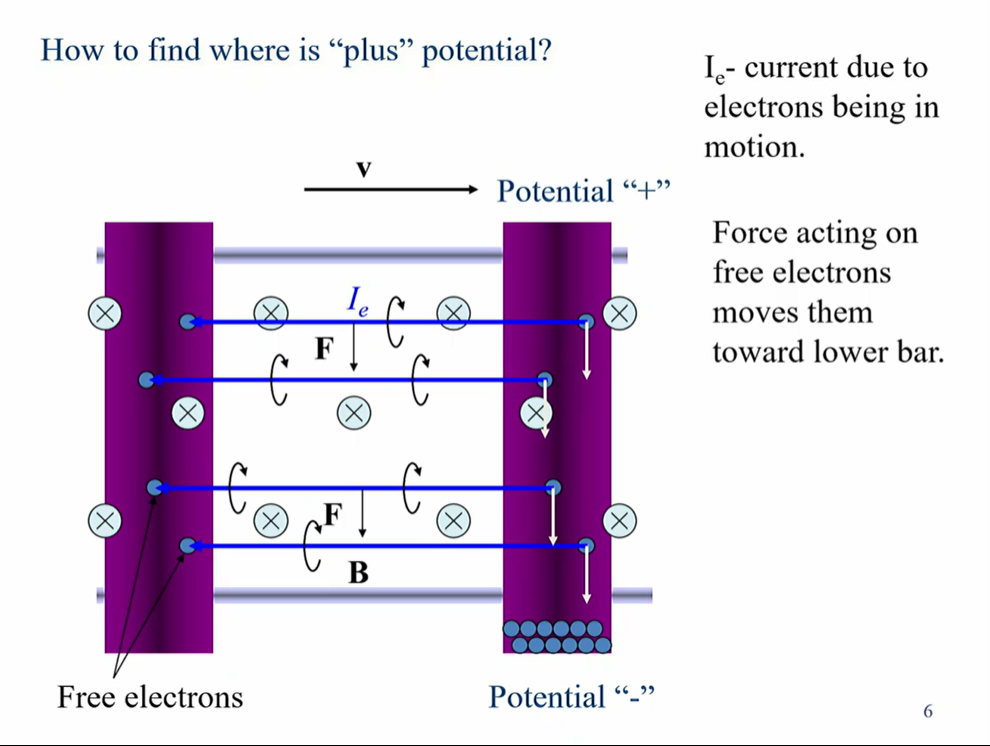 How to find where is “plus” potential?
I_e- current due to
electrons being in
motion.
v
Potential “+”
Force acting on
free electrons
moves them
toward lower bar.
I_e
F
F
B
Free electrons
Potential “-”
6